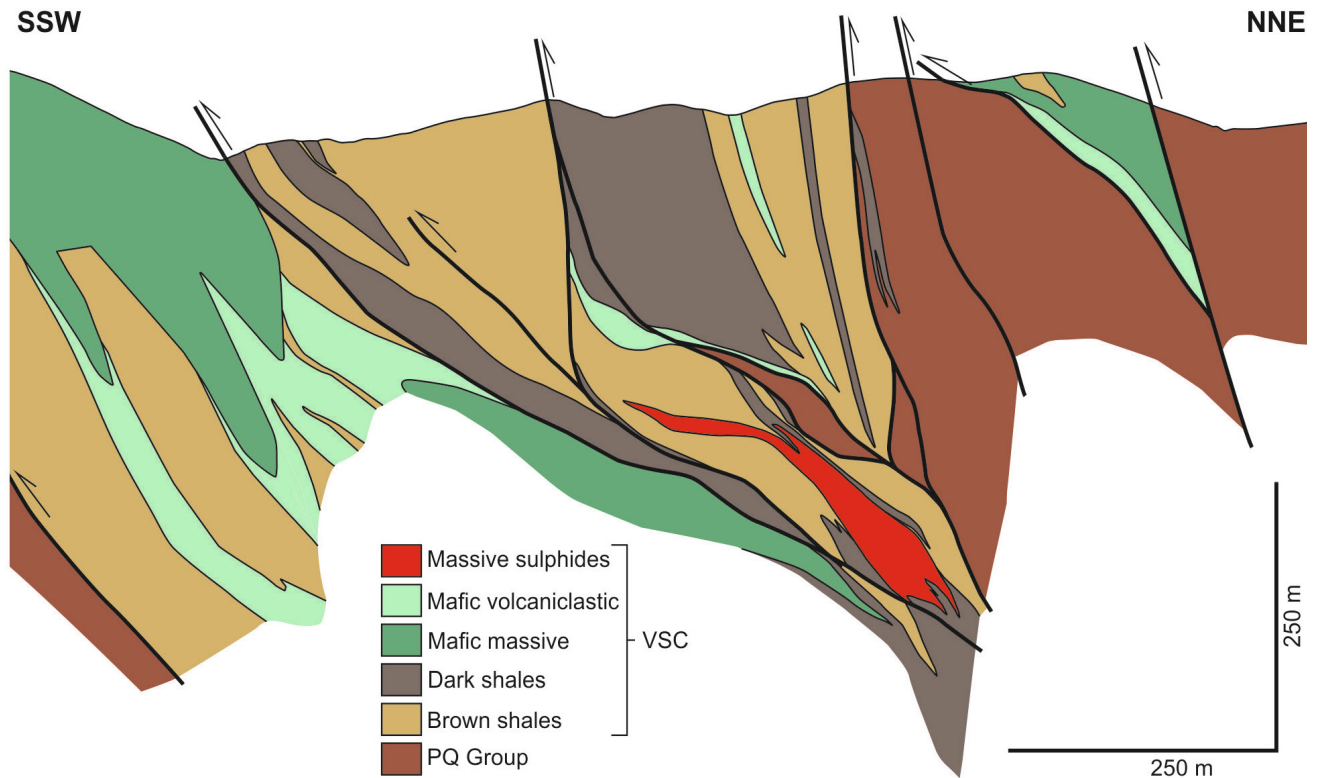 SSW
NNE
Massive sulphides
Mafic volcaniclastic
Mafic massive
VSC
Dark shales
Brown shales
PQ Group
250 m
250 m